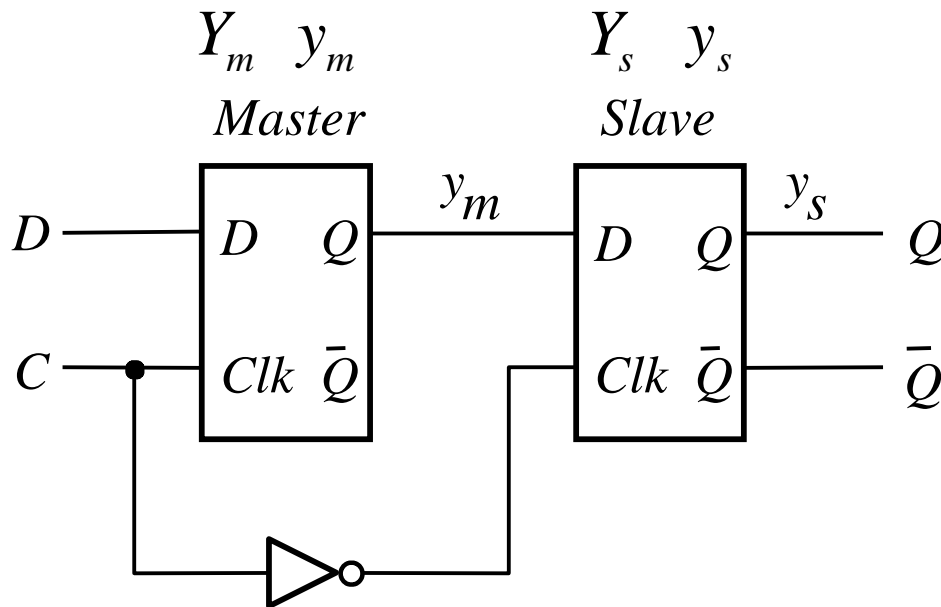 Y_m y_m Y_s y_s
Master Slave
y_m y_s
D D Q D Q Q
C Clk Q̄ Clk Q̄ Q̄